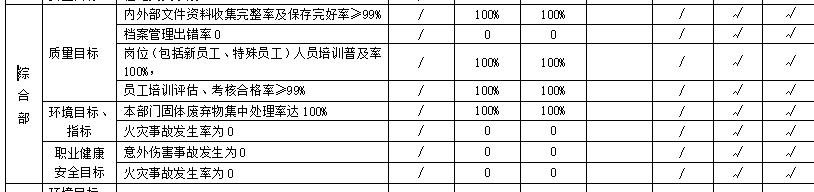 内外部文件资料收集完整率及保存完好率≥99% / 100% 100% / √ √
档案管理出错率0 / 0 0 / √ √
质量目标
岗位(包括新员工、特殊员工)人员培训普及率
100%, / 100% 100% / √ √
员工培训评估、考核合格率≥99% / 100% 100% / √ √
综合部
环境目标、
指标
本部门固体废弃物集中处理率达100% / 100% 100% / √ √
火灾事故发生率为0 / 0 0 / √ √
职业健康
安全目标
意外伤害事故发生为0 / 0 0 / √ √
火灾事故发生率为0 / 0 0 / √ √